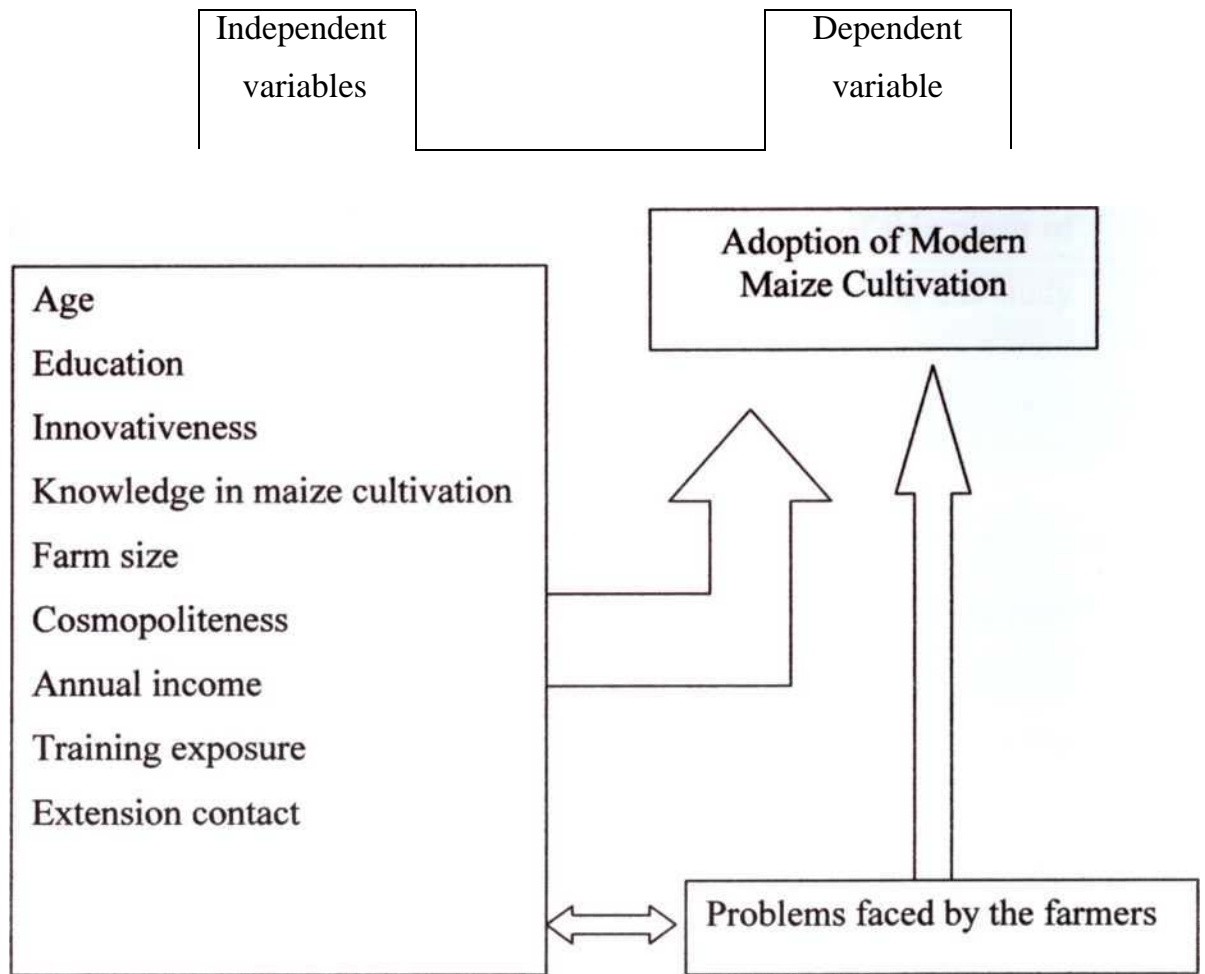 Independent
variables
Dependent
variable
Adoption of Modern
Maize Cultivation
Age
Education
Innovativeness
Knowledge in maize cultivation
Farm size
Cosmopoliteness
Annual income
Training exposure
Extension contact
Problems faced by the farmers